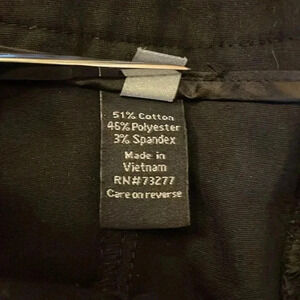 51% Cotton
46% Polyester
3% Spandex
Made in
Vietnam
RN#73277
Care on reverse